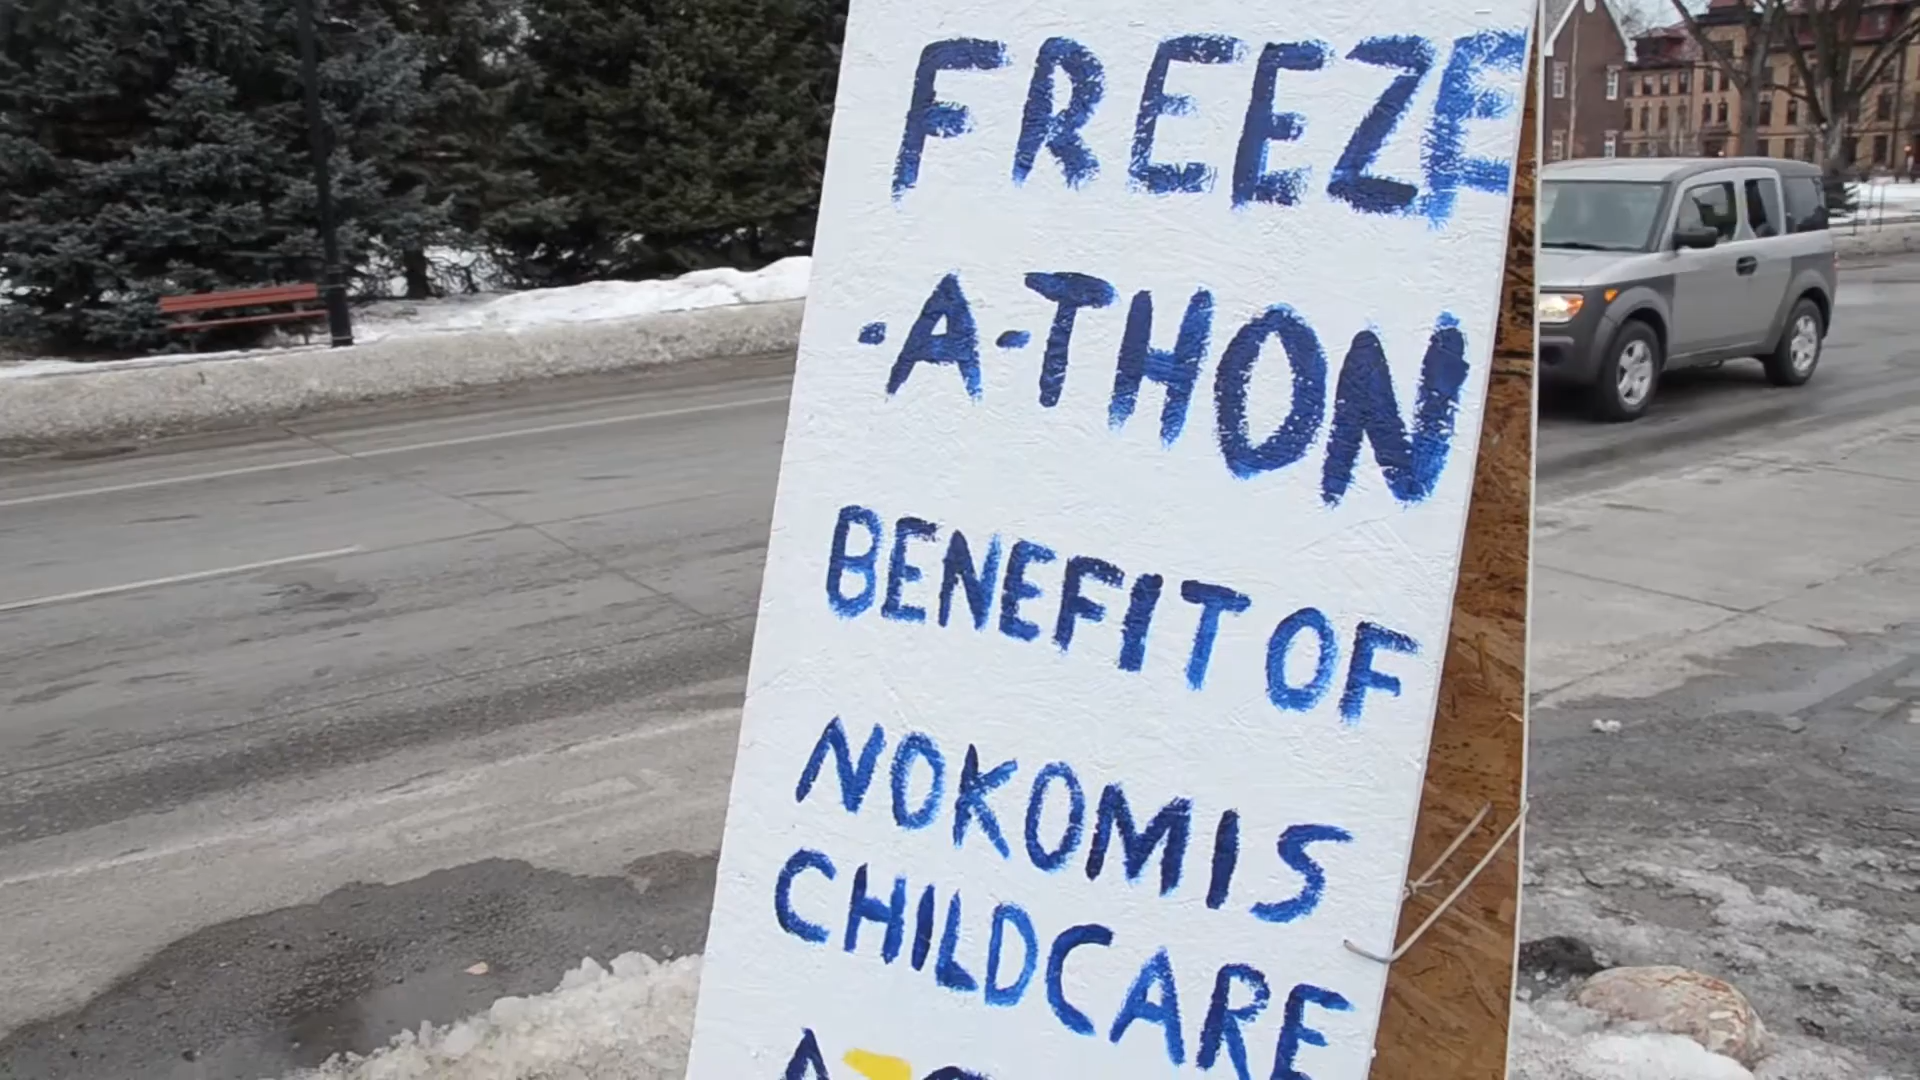 FREEZE
-A-THON
BENEFIT OF
NOKOMIS
CHILDCARE